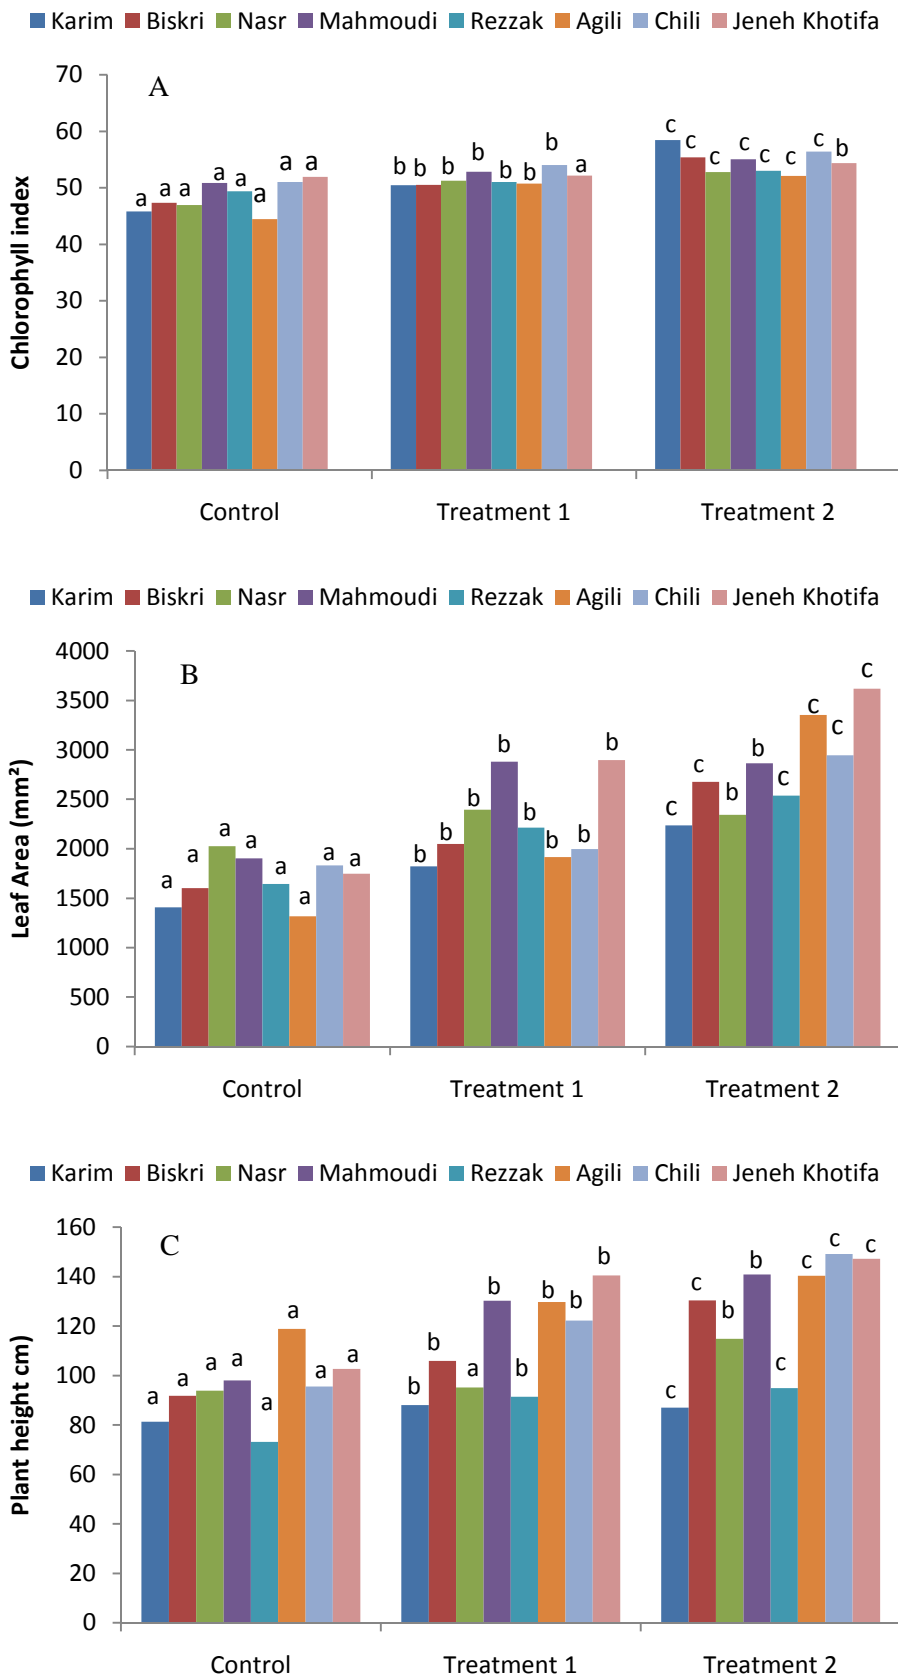 Karim Biskri Nasr Mahmoudi Rezzak Agili Chili Jeneh Khotifa
A
Chlorophyll index
70
60
50
40
30
20
10
0
a a a a a a a a
b b b b b b b a
c c c c c c c b
Control Treatment 1 Treatment 2
Karim Biskri Nasr Mahmoudi Rezzak Agili Chili Jeneh Khotifa
B
Leaf Area (mm²)
4000
3500
3000
2500
2000
1500
1000
500
0
a a a a a a a a
b b b b b b b b
c c b b c c c c
Control Treatment 1 Treatment 2
Karim Biskri Nasr Mahmoudi Rezzak Agili Chili Jeneh Khotifa
C
Plant height cm)
160
140
120
100
80
60
40
20
0
a a a a a a a a
b b a b b b b b
c c b b c c c c
Control Treatment 1 Treatment 2